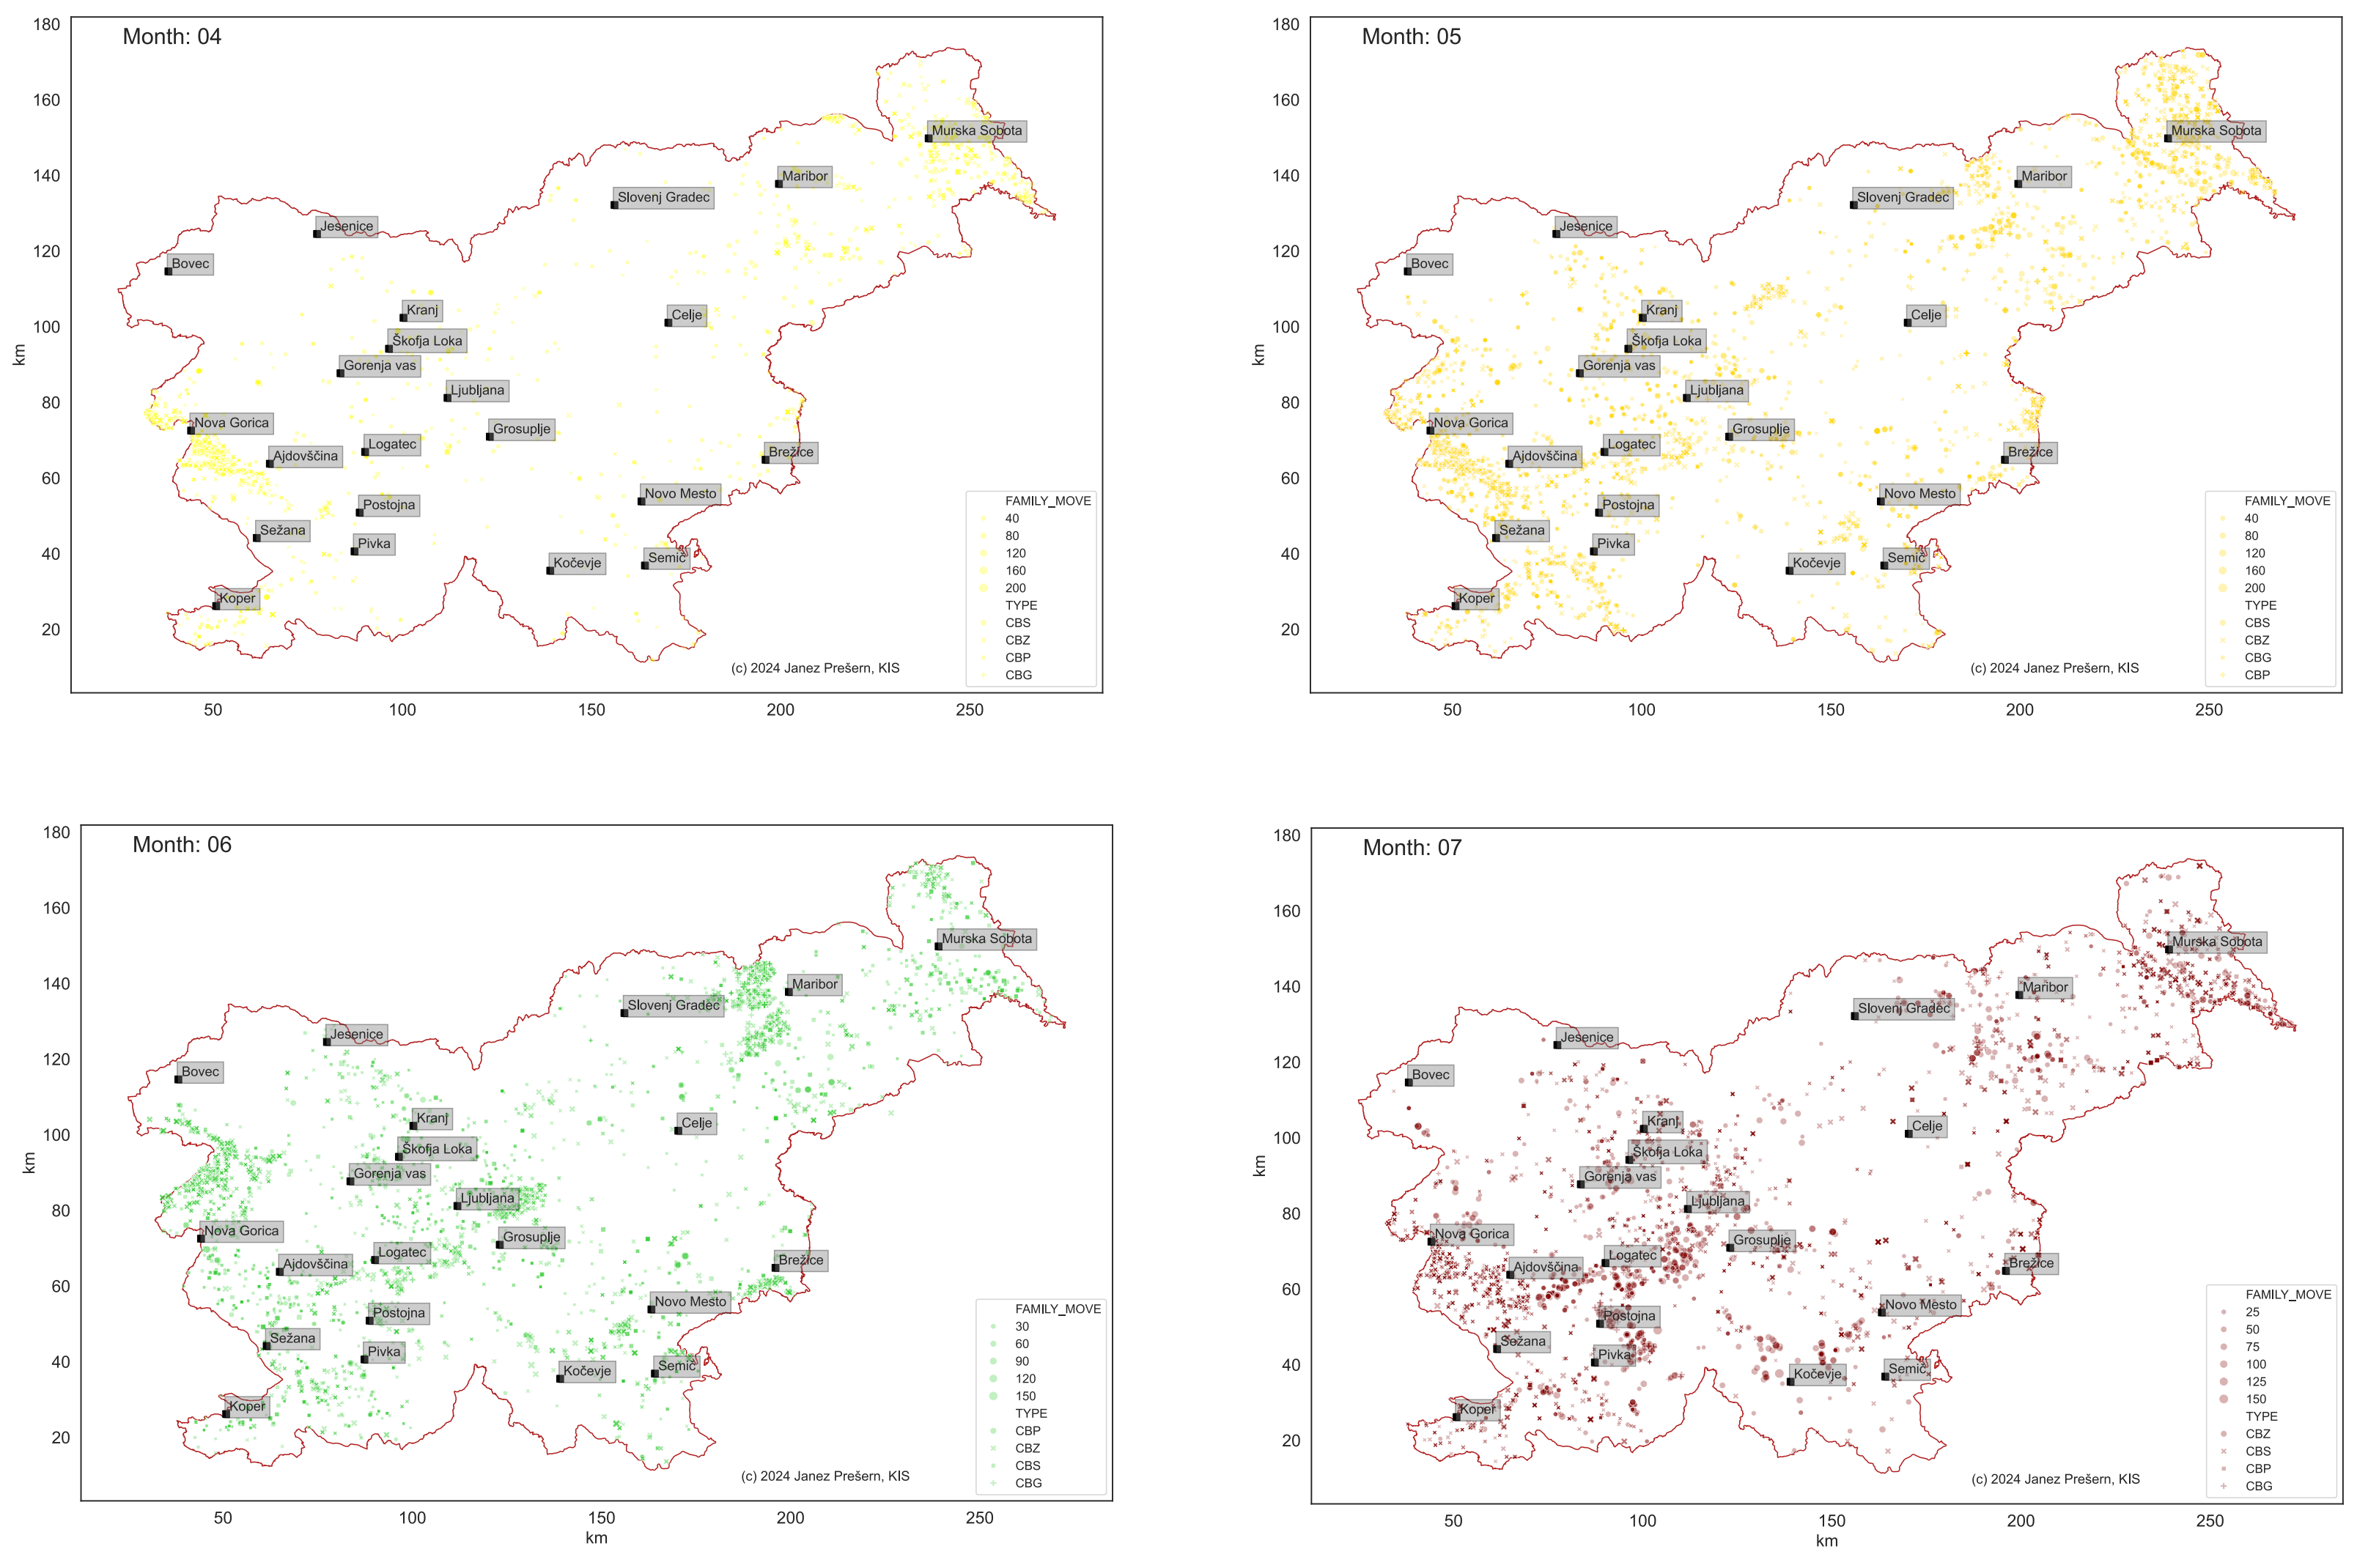 Month: 04
180
160
140
120
100
80
60
40
20
km
50
100
150
200
250
Murska Sobota
Maribor
Slovenj Gradec
Jesenice
Bovec
Kranj
Celje
Škofja Loka
Gorenja vas
Ljubljana
Nova Gorica
Grosuplje
Logatec
Ajdovščina
Brežice
Postojna
Novo Mesto
Sežana
Pivka
Kočevje
Semič
Koper
(c) 2024 Janez Prešern, KIS
FAMILY_MOVE
40
80
120
160
200
TYPE
CBS
CBZ
CBP
CBG
Month: 05
180
160
140
120
100
80
60
40
20
km
50
100
150
200
250
Murska Sobota
Maribor
Slovenj Gradec
Jesenice
Bovec
Kranj
Celje
Škofja Loka
Gorenja vas
Ljubljana
Nova Gorica
Grosuplje
Logatec
Ajdovščina
Brežice
Postojna
Novo Mesto
Sežana
Pivka
Kočevje
Semič
Koper
(c) 2024 Janez Prešern, KIS
FAMILY_MOVE
40
80
120
160
200
TYPE
CBS
CBZ
CBG
CBP
Month: 06
180
160
140
120
100
80
60
40
20
km
50
100
150
200
250
km
Murska Sobota
Maribor
Slovenj Gradec
Jesenice
Bovec
Kranj
Celje
Škofja Loka
Gorenja vas
Ljubljana
Nova Gorica
Grosuplje
Logatec
Ajdovščina
Brežice
Postojna
Novo Mesto
Sežana
Pivka
Kočevje
Semič
Koper
(c) 2024 Janez Prešern, KIS
FAMILY_MOVE
30
60
90
120
150
TYPE
CBP
CBZ
CBS
CBG
Month: 07
180
160
140
120
100
80
60
40
20
km
50
100
150
200
250
km
Murska Sobota
Maribor
Slovenj Gradec
Jesenice
Bovec
Kranj
Celje
Škofja Loka
Gorenja vas
Ljubljana
Nova Gorica
Grosuplje
Logatec
Ajdovščina
Brežice
Postojna
Novo Mesto
Sežana
Pivka
Kočevje
Semič
Koper
(c) 2024 Janez Prešern, KIS
FAMILY_MOVE
25
50
75
100
125
150
TYPE
CBZ
CBS
CBP
CBG